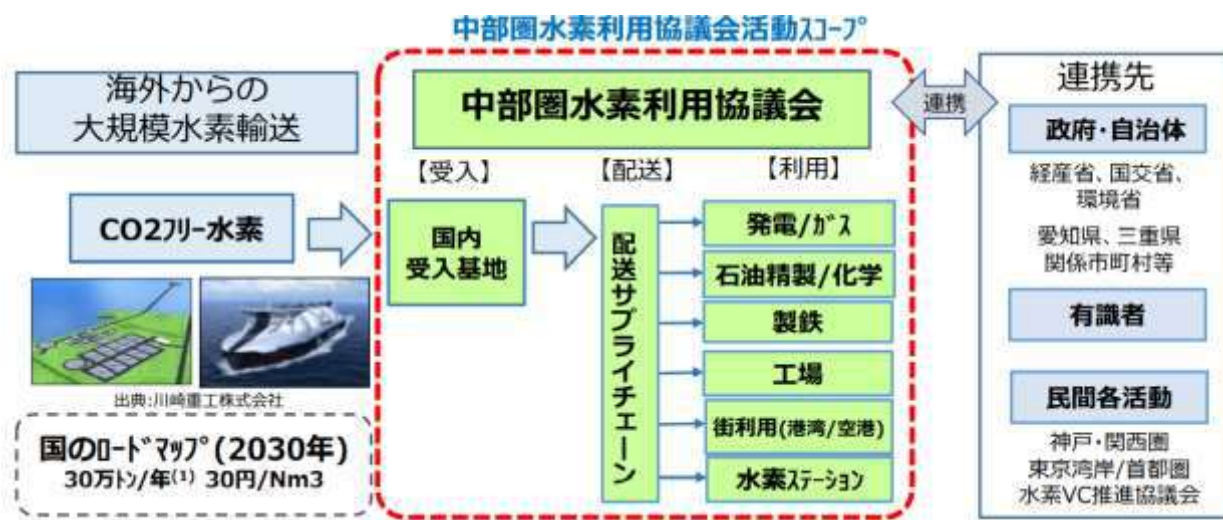 中部圏水素利用協議会活動ｽｺｰﾌﾟ
海外からの
大規模水素輸送
CO2ﾌﾘｰ水素
出典:川崎重工株式会社
国のﾛｰﾄﾞﾏｯﾌﾟ(2030年)
30万ﾄﾝ/年(1) 30円/Nm3
中部圏水素利用協議会
【受入】 【配送】 【利用】
国内
受入基地
配送サプライチェーン
発電/ｶﾞｽ
石油精製/化学
製鉄
工場
街利用(港湾/空港)
水素ｽﾃｰｼｮﾝ
連携
連携先
政府・自治体
経産省、国交省、
環境省
愛知県、三重県
関係市町村等
有識者
民間各活動
神戸・関西圏
東京湾岸/首都圏
水素VC推進協議会